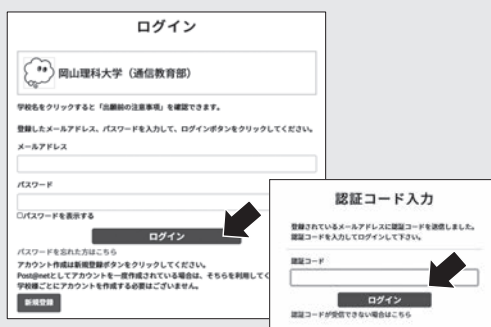 ログイン
岡山理科大学（通信教育部）
学校名をクリックすると「出願前の注意事項」を確認できます。
登録したメールアドレス、パスワードを入力して、ログインボタンをクリックしてください。
メールアドレス
パスワード
□パスワードを表示する
ログイン
パスワードを忘れた方はこちら
アカウント作成は新規登録ボタンをクリックしてください。
Post@netとしてアカウントを一度作成されている場合は、そちらを利用してく
学校種ごとにアカウントを作成する必要はございません。
新規登録
認証コード入力
登録されているメールアドレスに認証コードを送信しました。
認証コードを入力してログインして下さい。
認証コード
ログイン
認証コードが受信できない場合はこちら